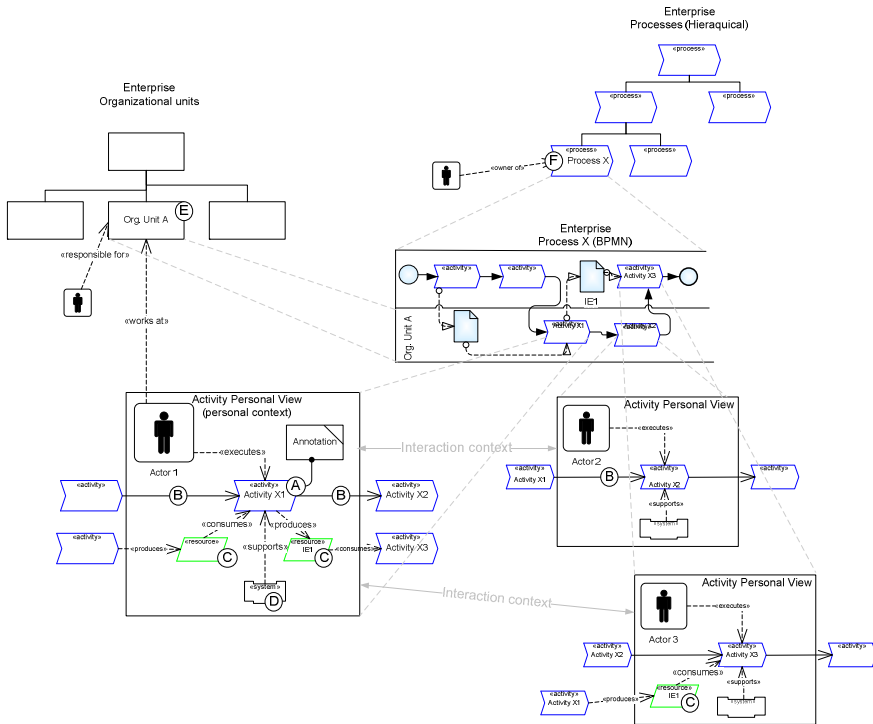 Enterprise
Processes (Hieraquical)
«process»
«process»
«process»
«owner of»
F
«process»
Process X
«process»
Enterprise
Organizational units
Org. Unit A
E
«responsible for»
«works at»
Enterprise
Process X (BPMN)
«activity»
«activity»
IE1
«activity»
Activity X3
Org. Unit A
«activity»
Activity X1
«activity»
Activity X2
Activity Personal View
(personal context)
Actor 1
«executes»
Annotation
«activity»
B
«activity»
Activity X1
A
B
«activity»
Activity X2
«consumes»
«produces»
«activity»
«produces»
«resource»
C
«supports»
«resource»
IE1
C
«consumes»
«activity»
Activity X3
«system»
D
Interaction context
Interaction context
Activity Personal View
Actor 2
«executes»
«activity»
Activity X1
B
«activity»
Activity X2
«activity»
«supports»
«system»
Activity Personal View
Actor 3
«executes»
«activity»
Activity X2
«activity»
Activity X3
«activity»
«consumes»
«supports»
«activity»
Activity X1
«produces»
«resource»
IE1
C
«system»